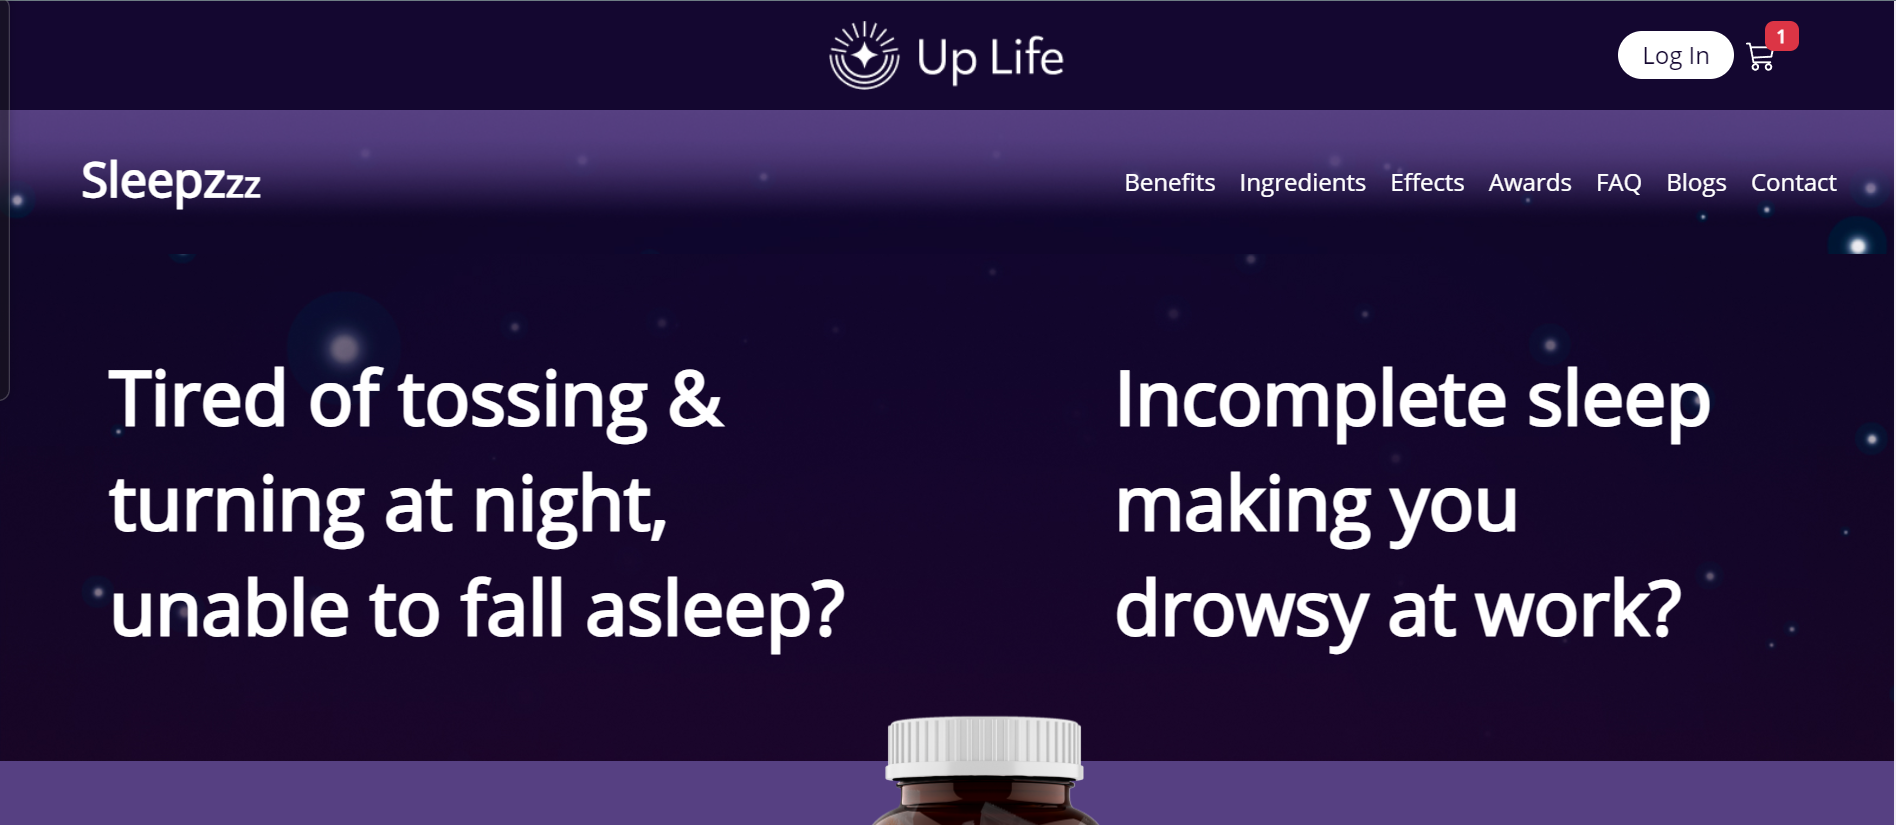 Up Life
Log In
1
Sleepzzz
Benefits Ingredients Effects Awards FAQ Blogs Contact
Tired of tossing &
turning at night,
unable to fall asleep?
Incomplete sleep
making you
drowsy at work?